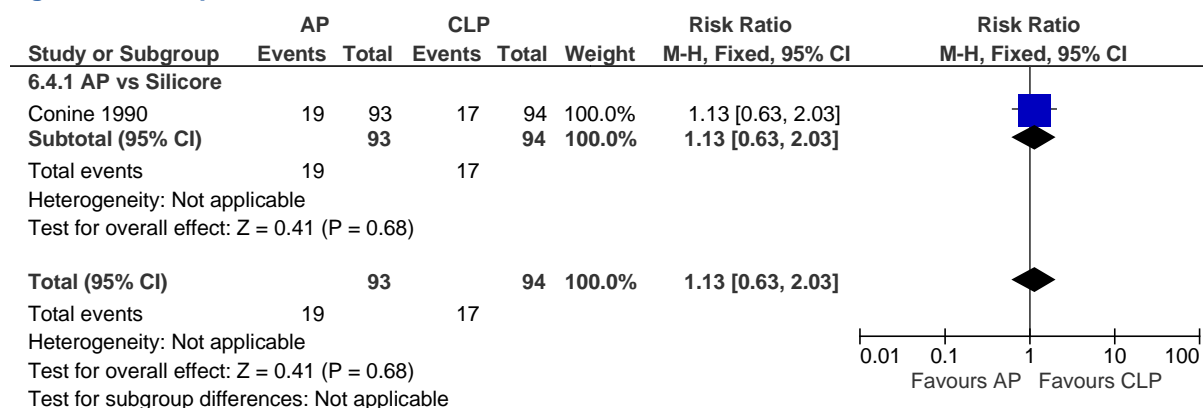 AP CLP Risk Ratio Risk Ratio
Study or Subgroup Events Total Events Total Weight M-H, Fixed, 95% CI M-H, Fixed, 95% CI
6.4.1 AP vs Silicore
Conine 1990 19 93 17 94 100.0% 1.13 [0.63, 2.03]
Subtotal (95% CI) 93 94 100.0% 1.13 [0.63, 2.03]
Total events 19 17
Heterogeneity: Not applicable
Test for overall effect: Z = 0.41 (P = 0.68)
Total (95% CI) 93 94 100.0% 1.13 [0.63, 2.03]
Total events 19 17
Heterogeneity: Not applicable
Test for overall effect: Z = 0.41 (P = 0.68)
Test for subgroup differences: Not applicable
0.01 0.1 1 10 100
Favours AP Favours CLP